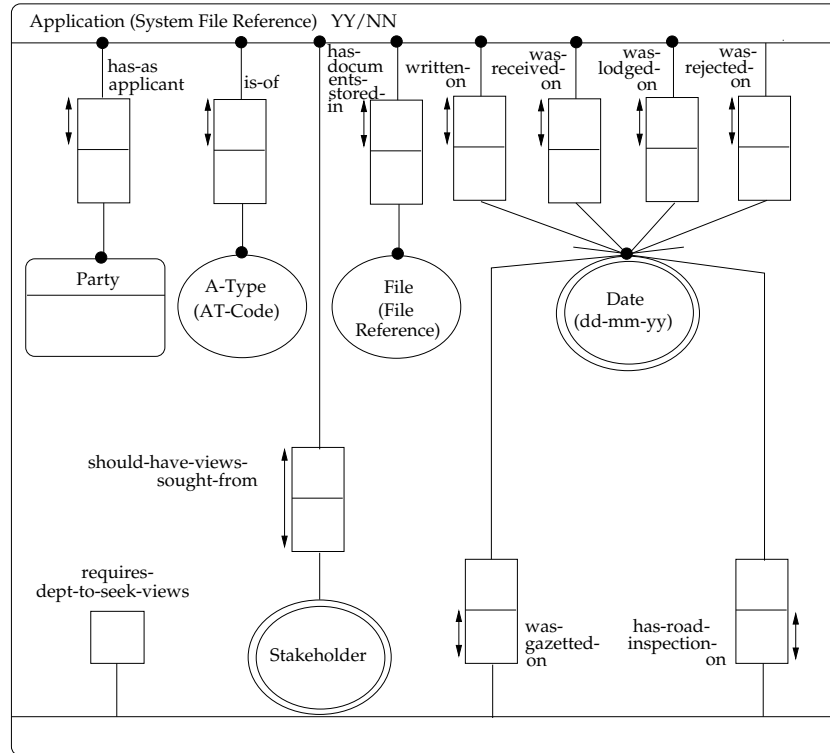 Application (System File Reference) YY/NN
has-as
applicant
is-of
has-
docum
ents-
stored-
in
written-
on
was-
received-
on
was-
lodged-
on
was-
rejected-
on
Party
A-Type
(AT-Code)
File
(File
Reference)
Date
(dd-mm-yy)
should-have-views-
sought-from
requires-
dept-to-seek-views
Stakeholder
was-
gazetted-
on
has-road-
inspection-
on